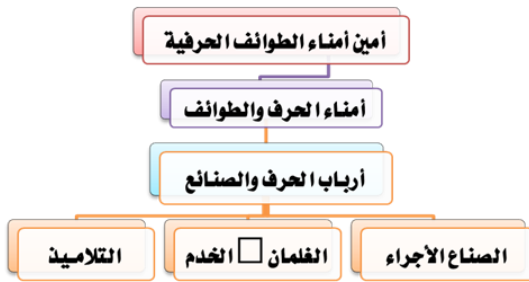 أمين أمناء الطوائف الحرفية
أمناء الحرف والطوائف
أرباب الحرف والصنائع
الصناع الأجراء
الغلمان □ الخدم
التلاميذ